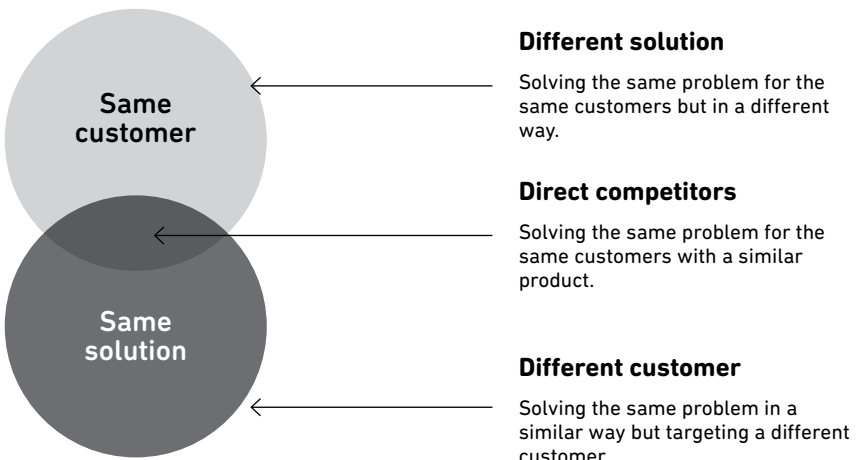 Same
customer
Same
solution
Different solution
Solving the same problem for the
same customers but in a different
way.
Direct competitors
Solving the same problem for the
same customers with a similar
product.
Different customer
Solving the same problem in a
similar way but targeting a different
customer